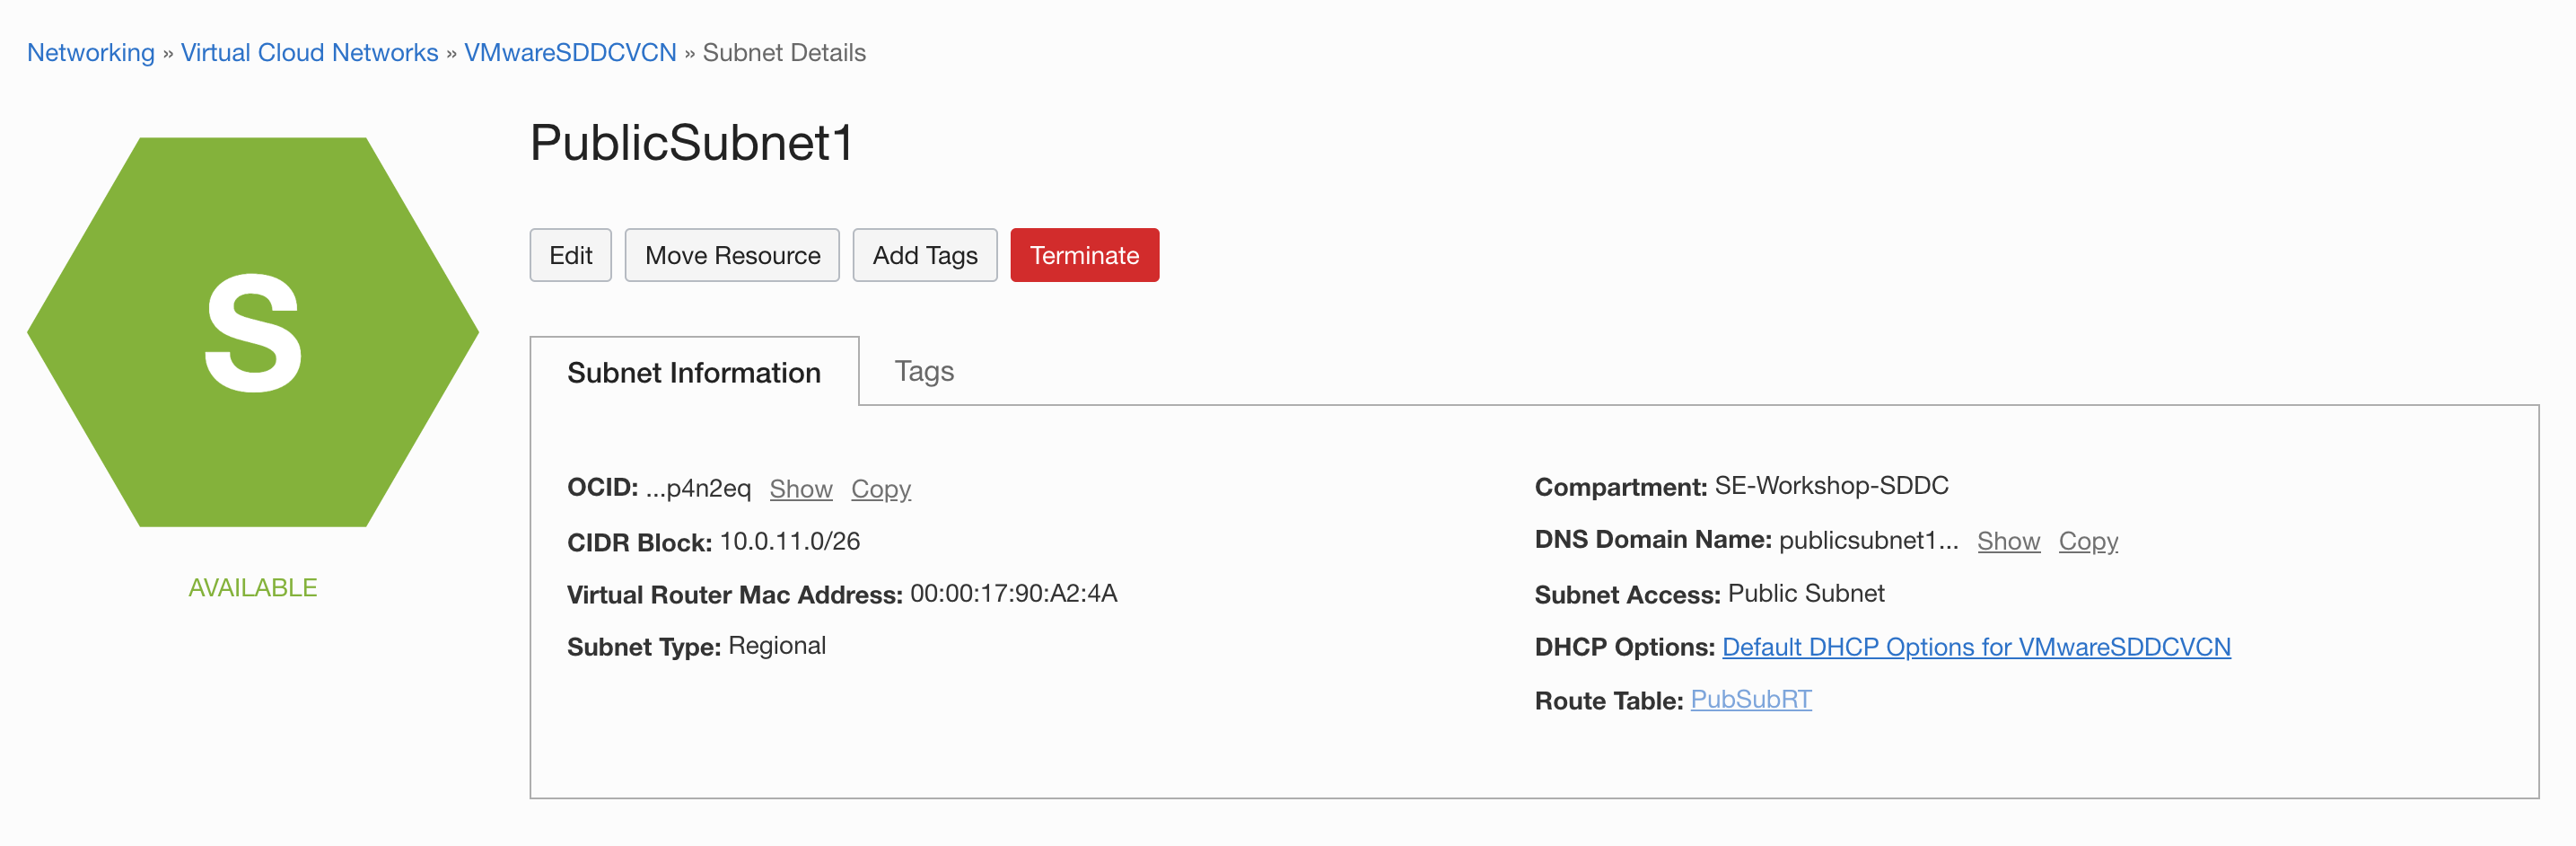 Networking » Virtual Cloud Networks » VMwareSDDCVCN » Subnet Details
PublicSubnet1
Edit Move Resource Add Tags Terminate
S
AVAILABLE
Subnet Information Tags
OCID: ...p4n2eq Show Copy
CIDR Block: 10.0.11.0/26
Virtual Router Mac Address: 00:00:17:90:A2:4A
Subnet Type: Regional
Compartment: SE-Workshop-SDDC
DNS Domain Name: publicsubnet1... Show Copy
Subnet Access: Public Subnet
DHCP Options: Default DHCP Options for VMwareSDDCVCN
Route Table: PubSubRT